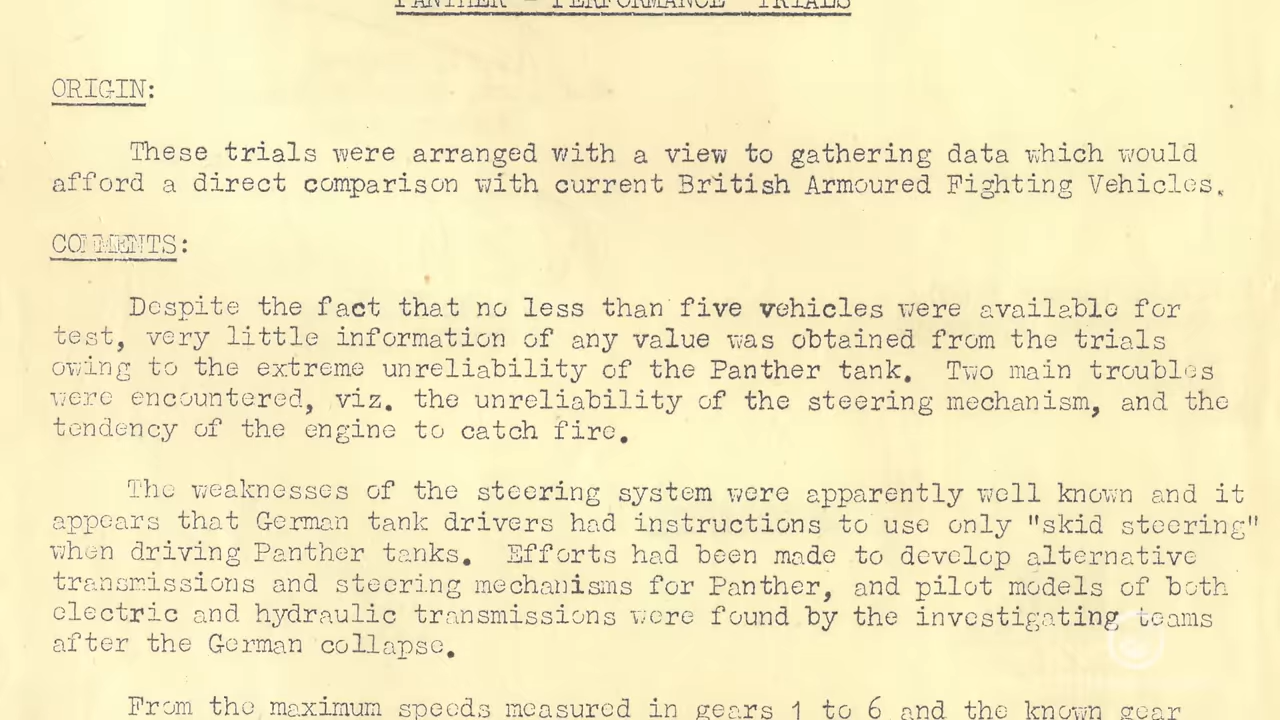 PANTHER - PERFORMANCE TRIALS
ORIGIN:
These trials were arranged with a view to gathering data which would
afford a direct comparison with current British Armoured Fighting Vehicles.
COMMENTS:
Despite the fact that no less than five vehicles were available for
test, very little information of any value was obtained from the trials
owing to the extreme unreliability of the Panther tank. Two main troubles
were encountered, viz. the unreliability of the steering mechanism, and the
tendency of the engine to catch fire.
The weaknesses of the steering system were apparently well known and it
appears that German tank drivers had instructions to use only "skid steering"
when driving Panther tanks. Efforts had been made to develop alternative
transmissions and steering mechanisms for Panther, and pilot models of both
electric and hydraulic transmissions were found by the investigating teams
after the German collapse.
From the maximum speeds measured in gears 1 to 6 and the known gear